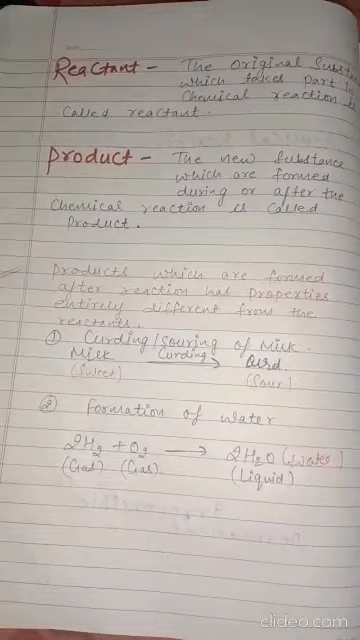 Reactant - The Original Substan
which takes part in
Chemical reaction is
Called reactant.
Product - The new Substance
which are formed
during or after the
Chemical reaction is Called
Product.
Products which are formed
after reaction has properties
entirely different from the
reactants.
① Curding/Souring of Milk.
Milk Curding → Curd.
(Sweet) (Sour)
② Formation of water
2H₂ + O₂ → 2H₂O (Water)
(Gas) (Gas) (Liquid)
clideo.com